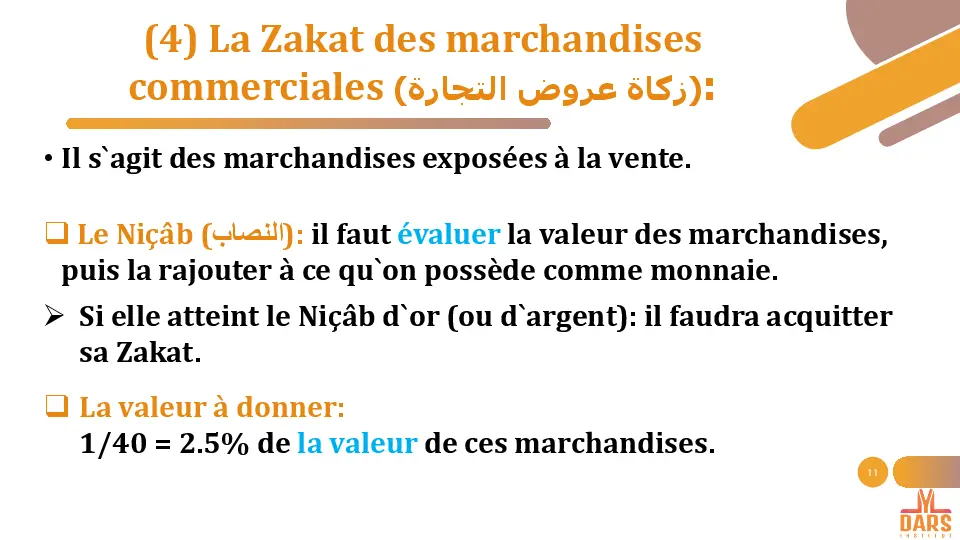 (4) La Zakat des marchandises
commerciales (زكاة عروض التجارة):
• Il s`agit des marchandises exposées à la vente.
❑ Le Niçâb (النصاب): il faut évaluer la valeur des marchandises,
puis la rajouter à ce qu`on possède comme monnaie.
➢ Si elle atteint le Niçâb d`or (ou d`argent): il faudra acquitter
sa Zakat.
❑ La valeur à donner:
1/40 = 2.5% de la valeur de ces marchandises.
11
DARS
INSTITUT